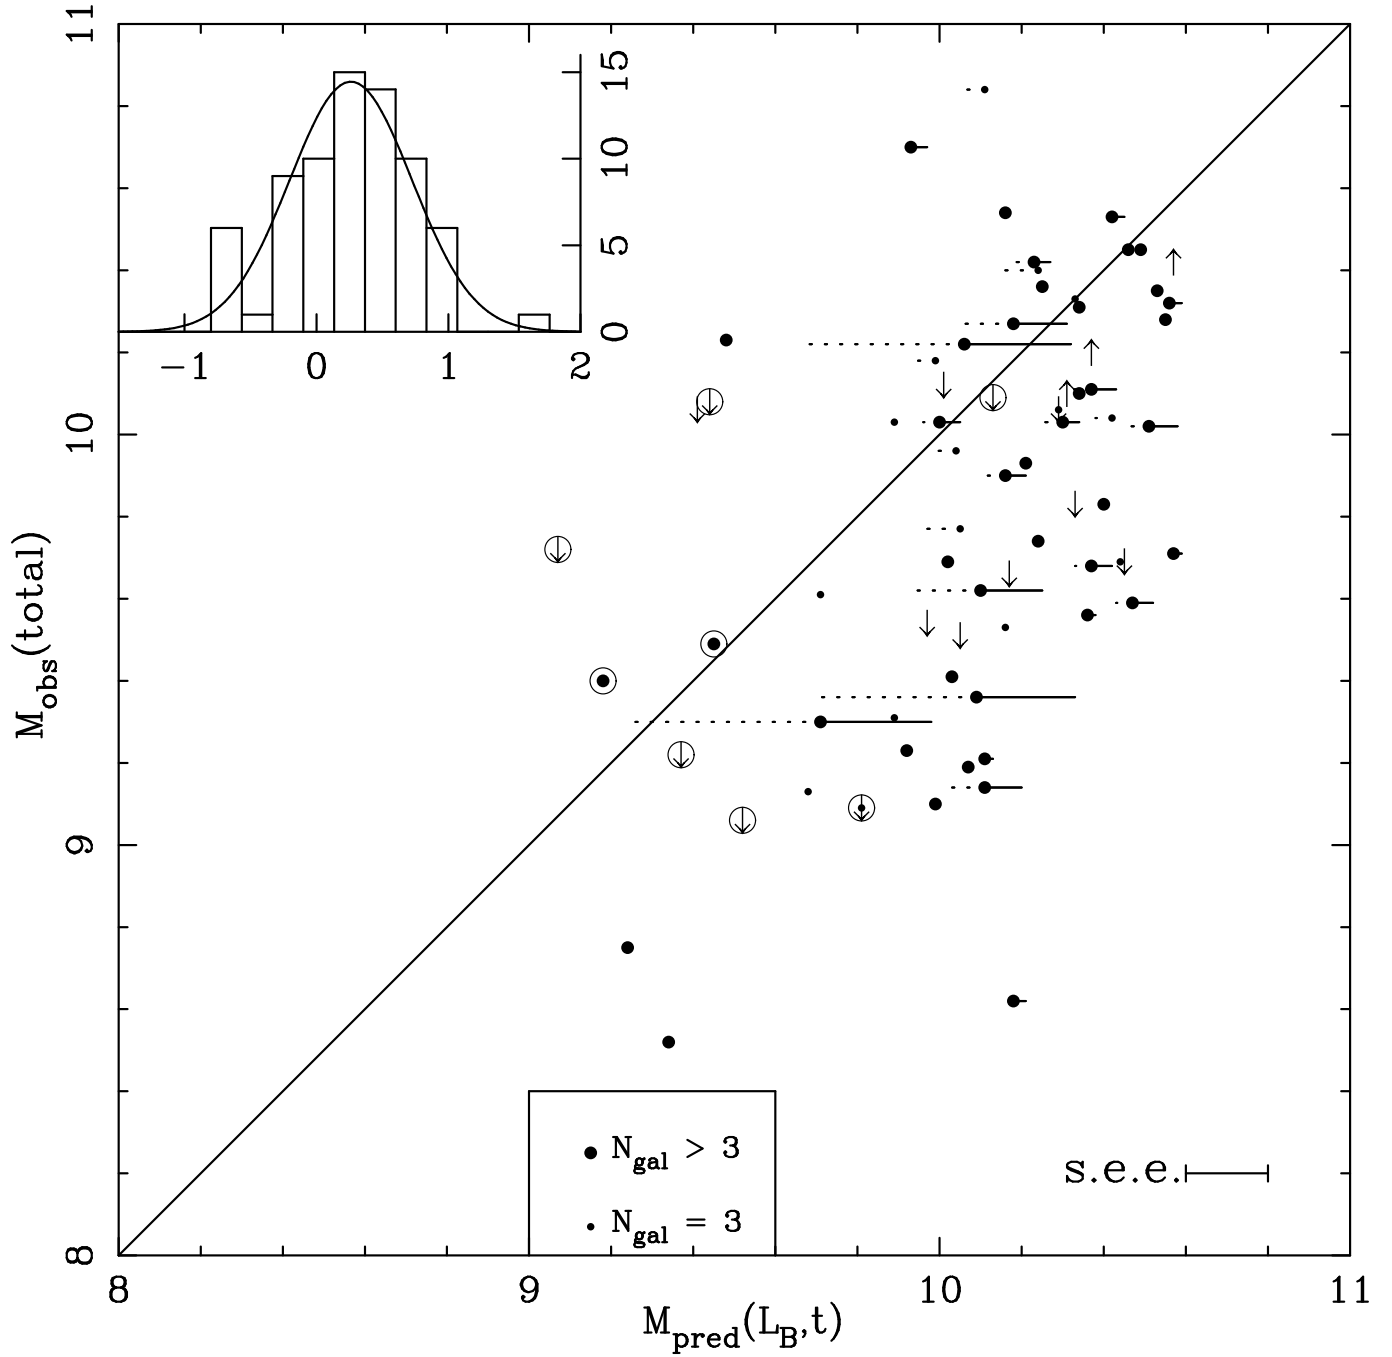 11
10
9
8
M_obs(total)
15
10
5
0
−1 0 1 2
N_gal > 3
N_gal = 3
s.e.e.
8 9 10 11
M_pred(L_B,t)